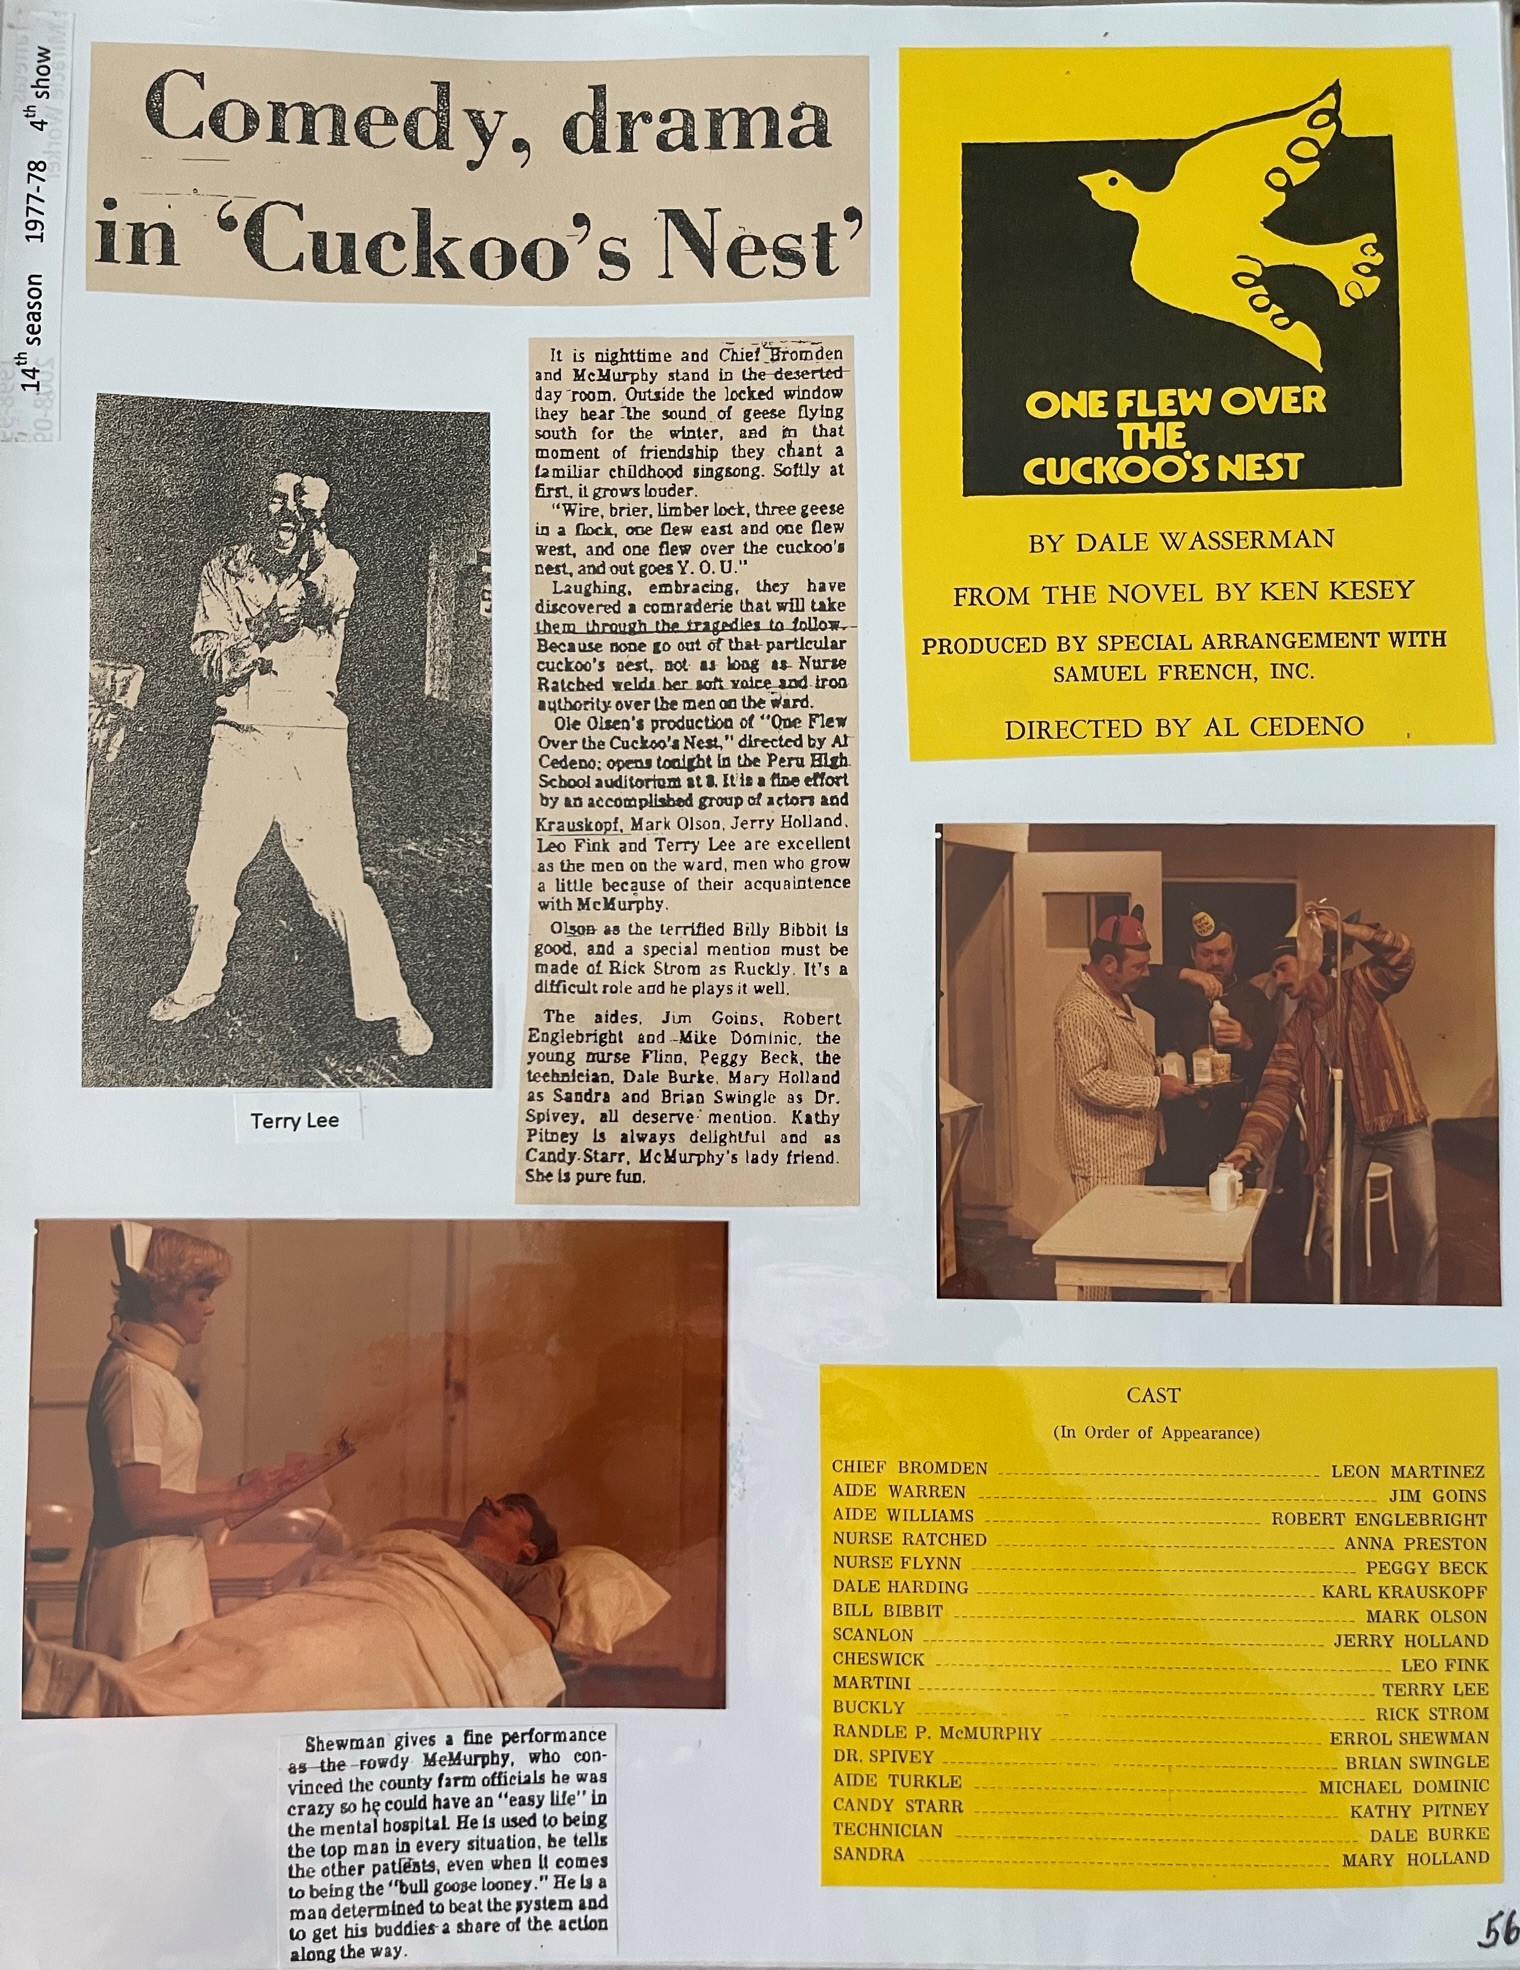 14th season 1977-78 4th show
Comedy, drama
in ‘Cuckoo’s Nest’
It is nighttime and Chief Bromden
and McMurphy stand in the deserted
day room. Outside the locked window
they hear the sound of geese flying
south for the winter, and in that
moment of friendship they chant a
familiar childhood singsong. Softly at
first, it grows louder.
“Wire, brier, limber lock, three geese
in a flock, one flew east and one flew
west, and one flew over the cuckoo's
nest, and out goes Y. O. U.”
Laughing, embracing, they have
discovered a comraderie that will take
them through the tragedies to follow.
Because none go out of that particular
cuckoo's nest, not as long as Nurse
Ratched welds her soft voice and iron
authority over the men on the ward.
Ole Olsen's production of “One Flew
Over the Cuckoo's Nest,” directed by Al
Cedeno; opens tonight in the Peru High
School auditorium at 8. It is a fine effort
by an accomplished group of actors and
Krauskopf, Mark Olson, Jerry Holland,
Leo Fink and Terry Lee are excellent
as the men on the ward, men who grow
a little because of their acquaintence
with McMurphy.
Olson as the terrified Billy Bibbit is
good, and a special mention must be
made of Rick Strom as Ruckly. It's a
difficult role and he plays it well.
The aides, Jim Goins, Robert
Englebright and Mike Dominic, the
young nurse Flinn, Peggy Beck, the
technician, Dale Burke, Mary Holland
as Sandra and Brian Swingle as Dr.
Spivey, all deserve mention. Kathy
Pitney is always delightful and as
Candy Starr, McMurphy's lady friend.
She is pure fun.
Terry Lee
ONE FLEW OVER
THE
CUCKOO'S NEST
BY DALE WASSERMAN
FROM THE NOVEL BY KEN KESEY
PRODUCED BY SPECIAL ARRANGEMENT WITH
SAMUEL FRENCH, INC.
DIRECTED BY AL CEDENO
Shewman gives a fine performance
as the rowdy McMurphy, who con-
vinced the county farm officials he was
crazy so he could have an “easy life” in
the mental hospital. He is used to being
the top man in every situation, he tells
the other patients, even when it comes
to being the “bull goose looney.” He is a
man determined to beat the system and
to get his buddies a share of the action
along the way.
CAST
(In Order of Appearance)
CHIEF BROMDEN LEON MARTINEZ
AIDE WARREN JIM GOINS
AIDE WILLIAMS ROBERT ENGLEBRIGHT
NURSE RATCHED ANNA PRESTON
NURSE FLYNN PEGGY BECK
DALE HARDING KARL KRAUSKOPF
BILL BIBBIT MARK OLSON
SCANLON JERRY HOLLAND
CHESWICK LEO FINK
MARTINI TERRY LEE
BUCKLY RICK STROM
RANDLE P. McMURPHY ERROL SHEWMAN
DR. SPIVEY BRIAN SWINGLE
AIDE TURKLE MICHAEL DOMINIC
CANDY STARR KATHY PITNEY
TECHNICIAN DALE BURKE
SANDRA MARY HOLLAND
56